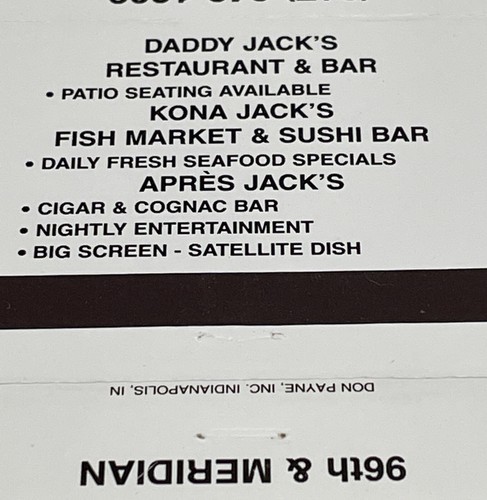 DADDY JACK'S
RESTAURANT & BAR
• PATIO SEATING AVAILABLE
KONA JACK'S
FISH MARKET & SUSHI BAR
• DAILY FRESH SEAFOOD SPECIALS
APRÈS JACK'S
• CIGAR & COGNAC BAR
• NIGHTLY ENTERTAINMENT
• BIG SCREEN - SATELLITE DISH
DON PAYNE, INC. INDIANAPOLIS, IN
96th & MERIDIAN